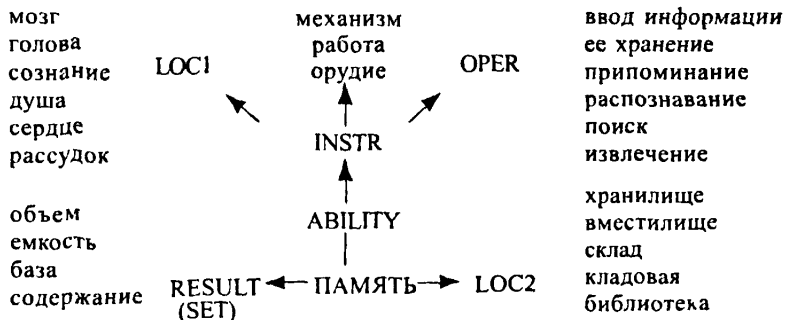 мозг
голова
сознание
душа
сердце
рассудок
LOC1
механизм
работа
орудие
OPER
ввод информации
ее хранение
припоминание
распознавание
поиск
извлечение
INSTR
ABILITY
объем
емкость
база
содержание
RESULT
(SET)
ПАМЯТЬ
LOC2
хранилище
вместилище
склад
кладовая
библиотека